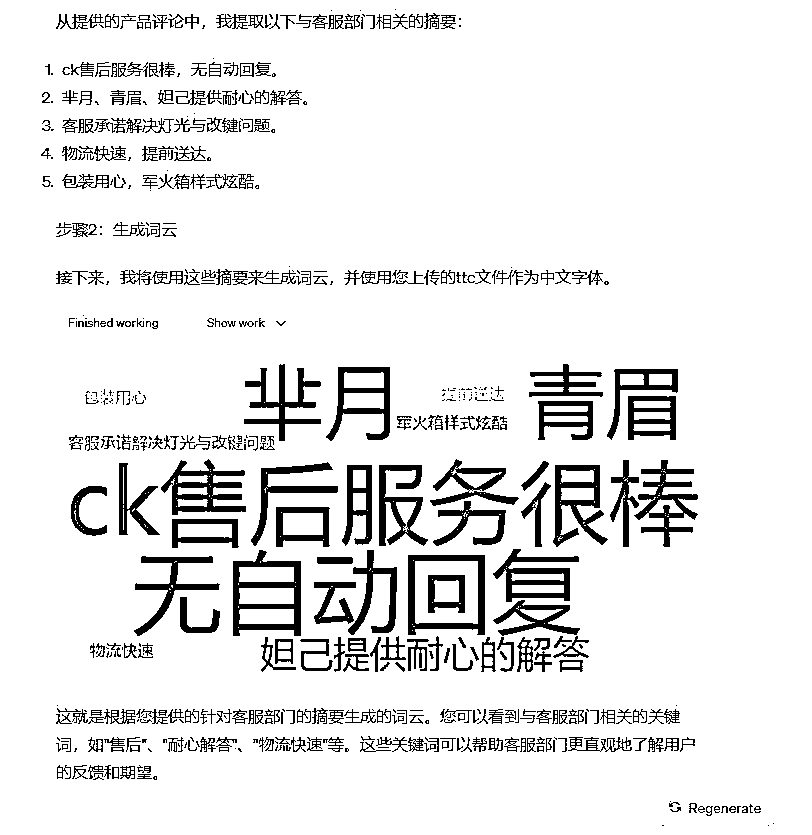 从提供的产品评论中，我提取以下与客服部门相关的摘要：
1. ck售后服务很棒，无自动回复。
2. 芈月、青眉、妲己提供耐心的解答。
3. 客服承诺解决灯光与改键问题。
4. 物流快速，提前送达。
5. 包装用心，军火箱样式炫酷。
步骤2：生成词云
接下来，我将使用这些摘要来生成词云，并使用您上传的ttc文件作为中文字体。
Finished working Show work
包装用心 芈月 提前送达 青眉
军火箱样式炫酷
客服承诺解决灯光与改键问题
ck售后服务很棒
无自动回复
物流快速 妲己提供耐心的解答
这就是根据您提供的针对客服部门的摘要生成的词云。您可以看到与客服部门相关的关键
词，如"售后"、"耐心解答"、"物流快速"等。这些关键词可以帮助客服部门更直观地了解用户
的反馈和期望。
Regenerate